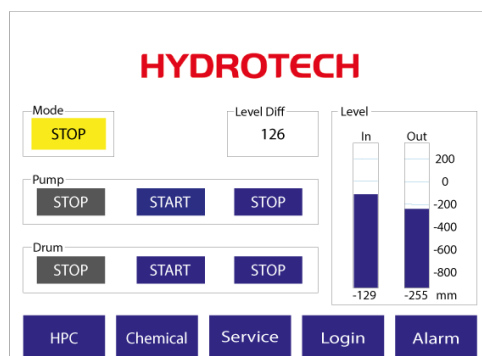 HYDROTECH
Mode
STOP
Level Diff
126
Level
In Out
200
0
-200
-400
-600
-800
-129 -255 mm
Pump
STOP START STOP
Drum
STOP START STOP
HPC Chemical Service Login Alarm